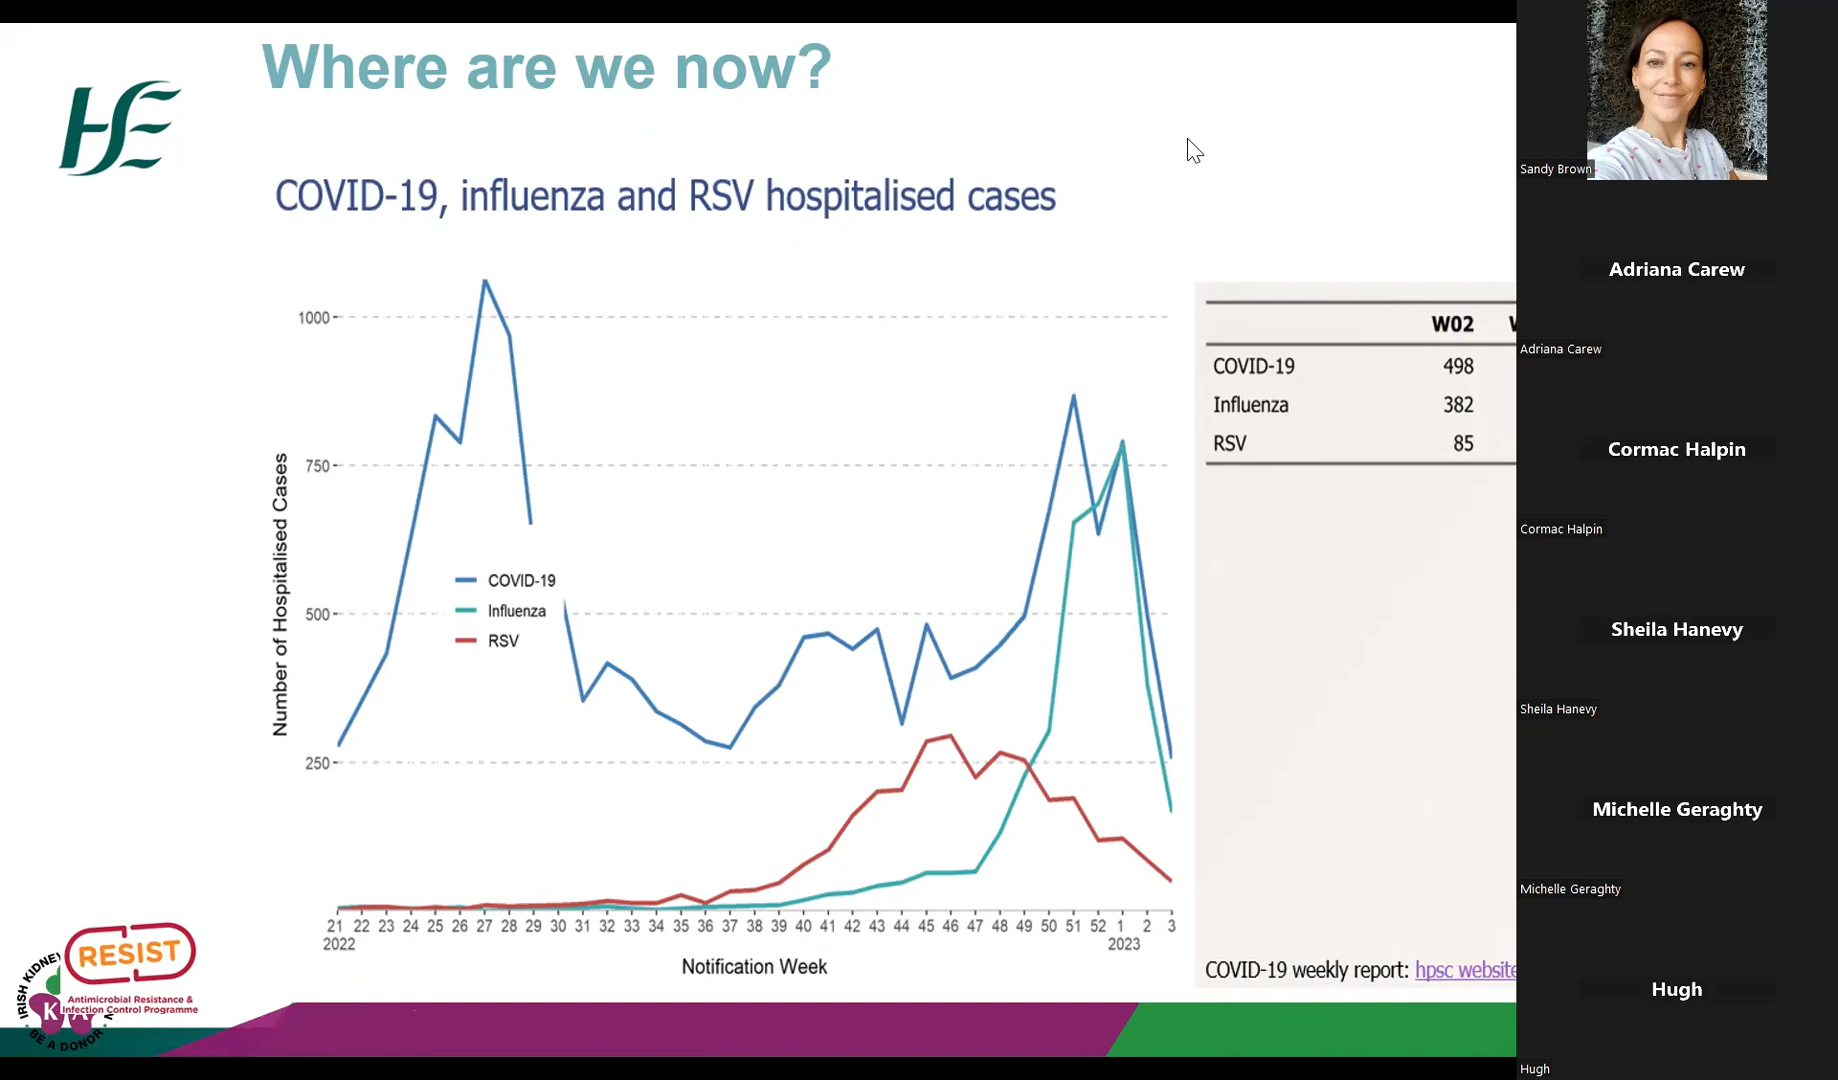 Where are we now?
HSE
COVID-19, influenza and RSV hospitalised cases
Number of Hospitalised Cases
1000
750
500
250
COVID-19
Influenza
RSV
21 22 23 24 25 26 27 28 29 30 31 32 33 34 35 36 37 38 39 40 41 42 43 44 45 46 47 48 49 50 51 52 1 2 3
2022 2023
Notification Week
W02
COVID-19 498
Influenza 382
RSV 85
COVID-19 weekly report: hpsc website
RESIST
Antimicrobial Resistance &
Infection Control Programme
IRISH KIDNEY
K A
BE A DONOR
Sandy Brown
Adriana Carew
Adriana Carew
Cormac Halpin
Cormac Halpin
Sheila Hanevy
Sheila Hanevy
Michelle Geraghty
Michelle Geraghty
Hugh
Hugh